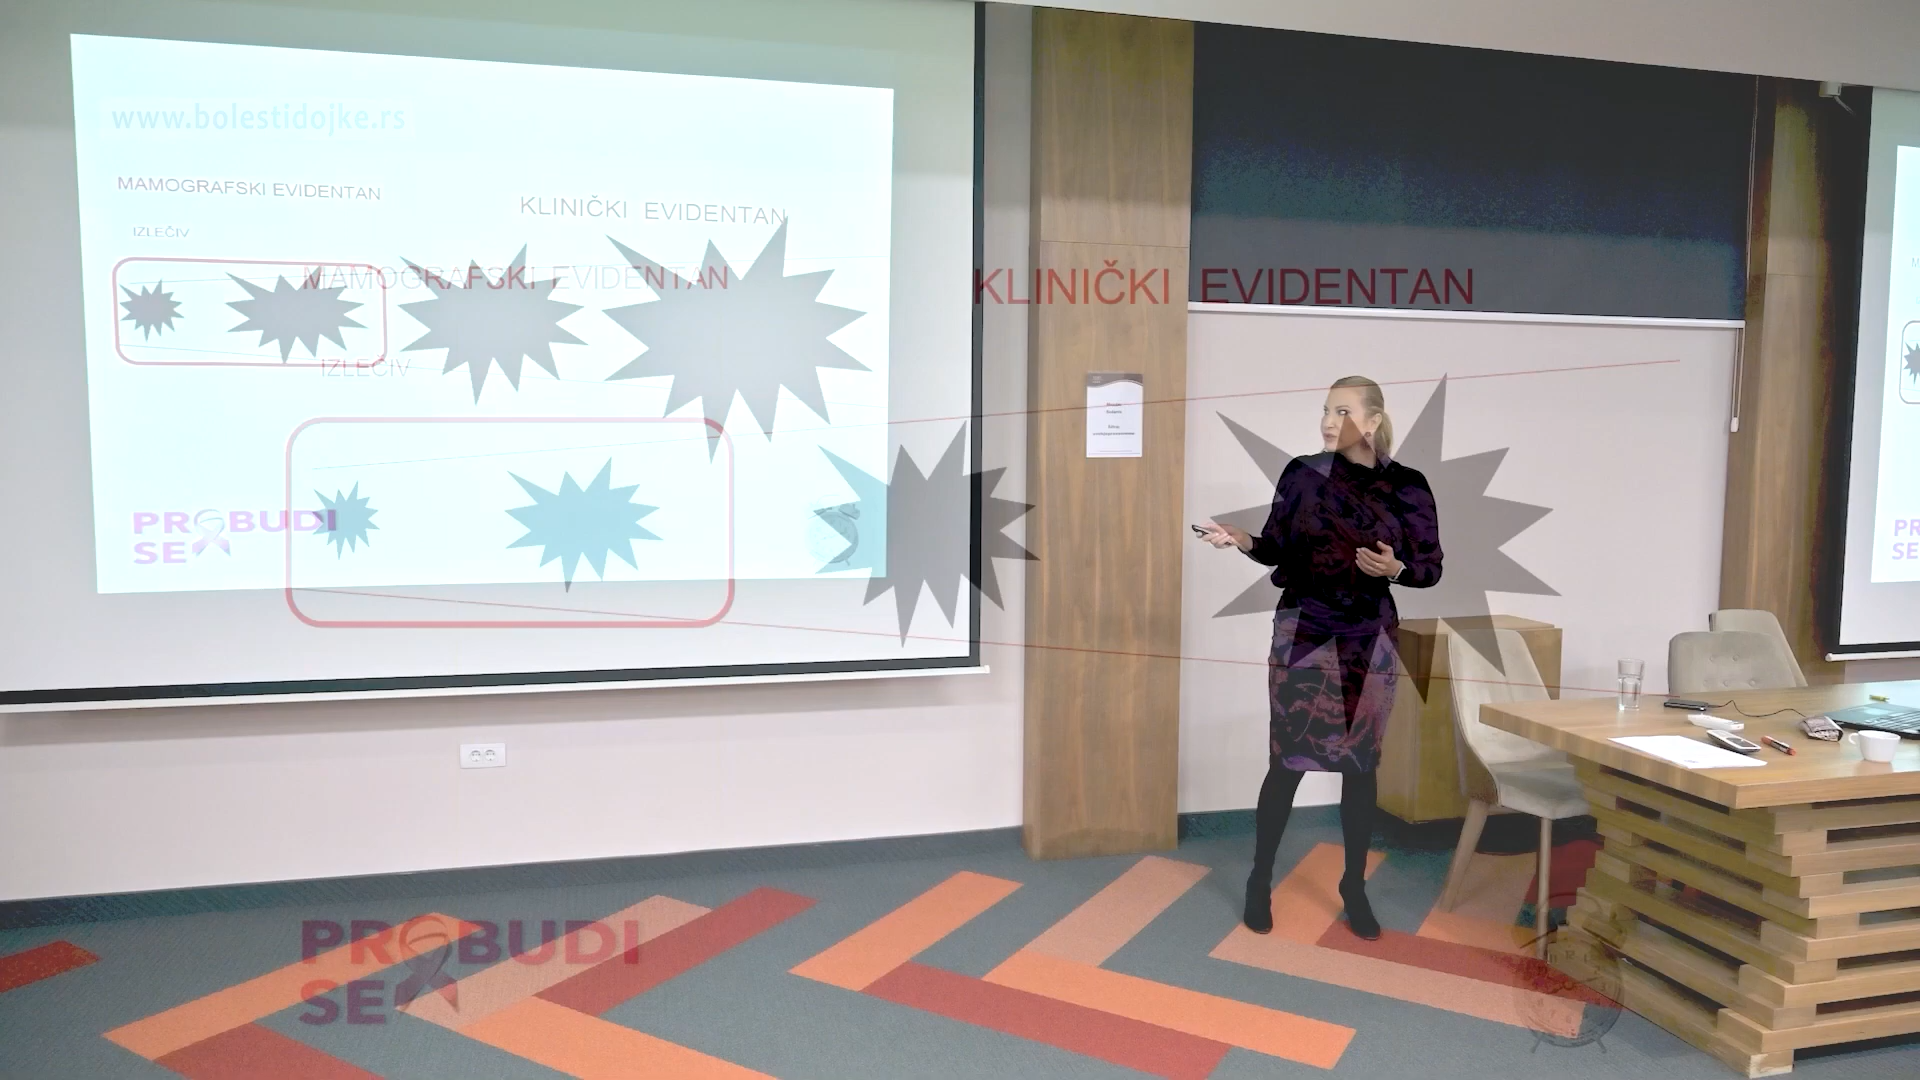 www.bolestidojke.rs
MAMOGRAFSKI EVIDENTAN
KLINIČKI EVIDENTAN
IZLEČIV
MAMOGRAFSKI EVIDENTAN
KLINIČKI EVIDENTAN
IZLEČIV
PROBUDI
SE
PR
SE
PROBUDI
SE